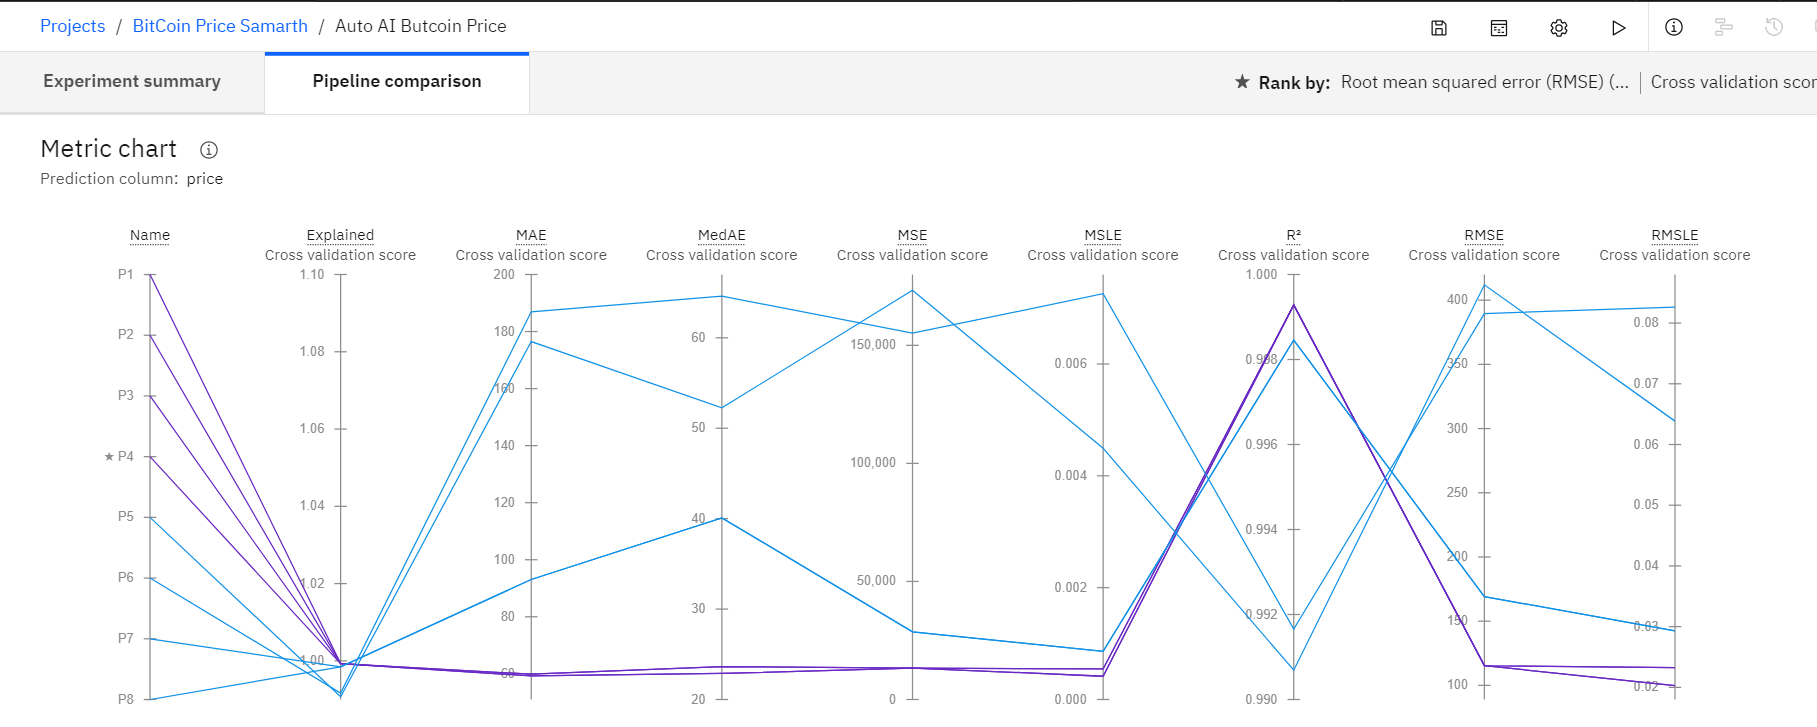 Projects / BitCoin Price Samarth / Auto AI Butcoin Price
Experiment summary
Pipeline comparison
★ Rank by: Root mean squared error (RMSE) (... | Cross validation scor
Metric chart
Prediction column: price
Name
P1
P2
P3
★ P4
P5
P6
P7
P8
Explained
Cross validation score
1.10
1.08
1.06
1.04
1.02
1.00
MAE
Cross validation score
200
180
160
140
120
100
80
60
MedAE
Cross validation score
60
50
40
30
20
MSE
Cross validation score
150,000
100,000
50,000
0
MSLE
Cross validation score
0.006
0.004
0.002
0.000
R²
Cross validation score
1.000
0.998
0.996
0.994
0.992
0.990
RMSE
Cross validation score
400
350
300
250
200
150
100
RMSLE
Cross validation score
0.08
0.07
0.06
0.05
0.04
0.03
0.02